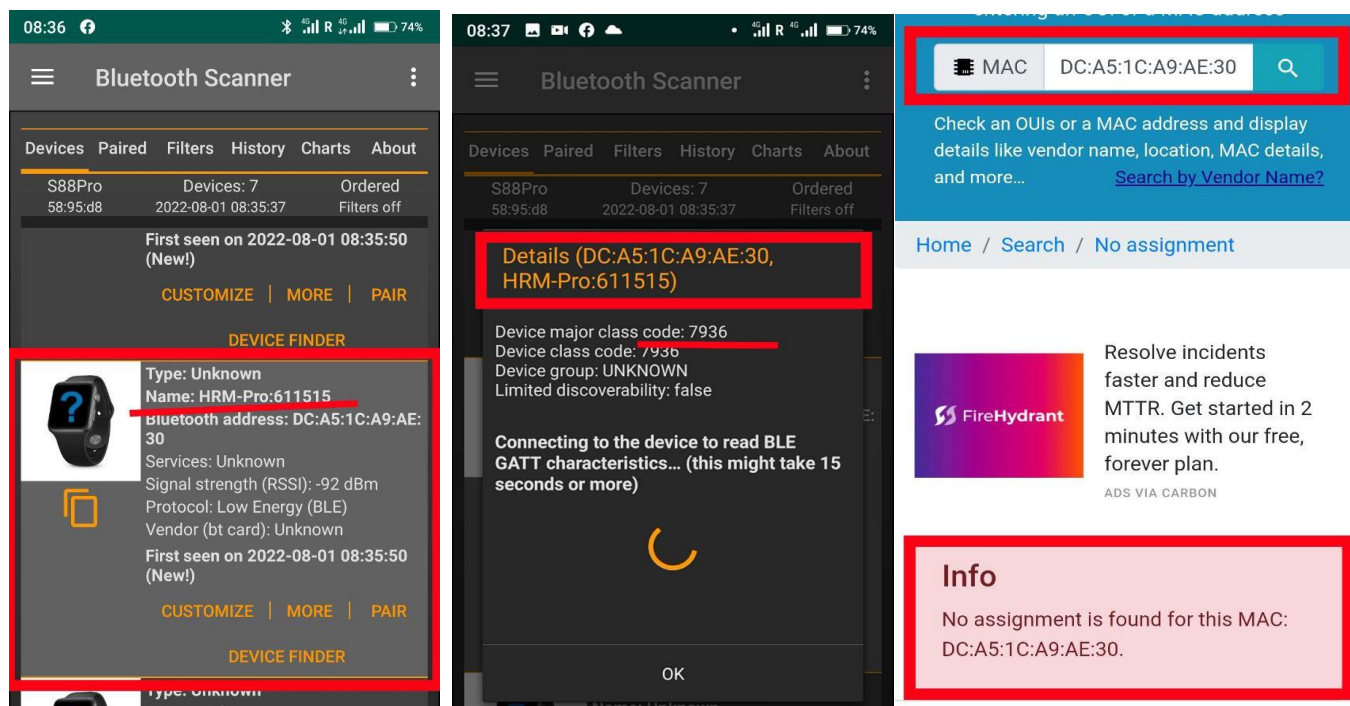 08:36
4G R 4G 74%
Bluetooth Scanner
Devices Paired Filters History Charts About
S88Pro Devices: 7 Ordered
58:95:d8 2022-08-01 08:35:37 Filters off
First seen on 2022-08-01 08:35:50
(New!)
CUSTOMIZE | MORE | PAIR
DEVICE FINDER
?
Type: Unknown
Name: HRM-Pro:611515
Bluetooth address: DC:A5:1C:A9:AE:
30
Services: Unknown
Signal strength (RSSI): -92 dBm
Protocol: Low Energy (BLE)
Vendor (bt card): Unknown
First seen on 2022-08-01 08:35:50
(New!)
CUSTOMIZE | MORE | PAIR
DEVICE FINDER
Type: Unknown
08:37
4G R 4G 74%
Bluetooth Scanner
Devices Paired Filters History Charts About
S88Pro Devices: 7 Ordered
58:95:d8 2022-08-01 08:35:37 Filters off
Details (DC:A5:1C:A9:AE:30,
HRM-Pro:611515)
Device major class code: 7936
Device class code: 7936
Device group: UNKNOWN
Limited discoverability: false
E:
Connecting to the device to read BLE
GATT characteristics... (this might take 15
seconds or more)
OK
Name: Unknown
entering an OUI or a MAC address
MAC DC:A5:1C:A9:AE:30
Check an OUIs or a MAC address and display
details like vendor name, location, MAC details,
and more... Search by Vendor Name?
Home / Search / No assignment
FireHydrant
Resolve incidents
faster and reduce
MTTR. Get started in 2
minutes with our free,
forever plan.
ADS VIA CARBON
Info
No assignment is found for this MAC:
DC:A5:1C:A9:AE:30.